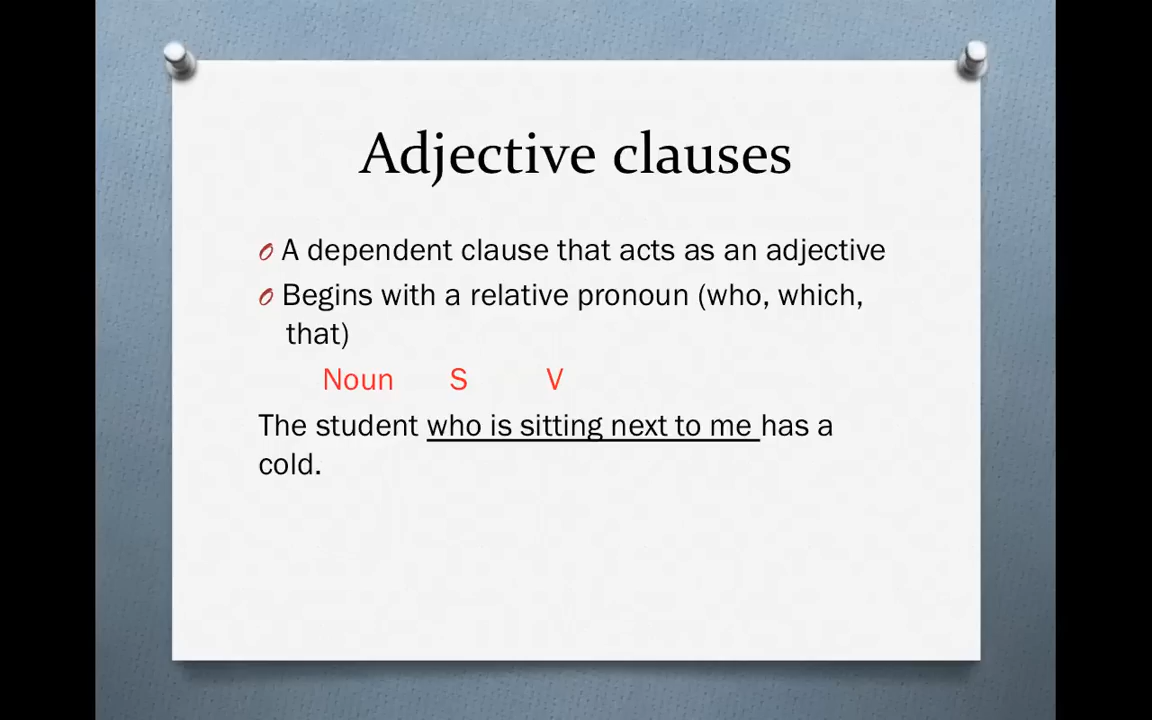 Adjective clauses
A dependent clause that acts as an adjective
Begins with a relative pronoun (who, which,
that)
Noun S V
The student who is sitting next to me has a
cold.